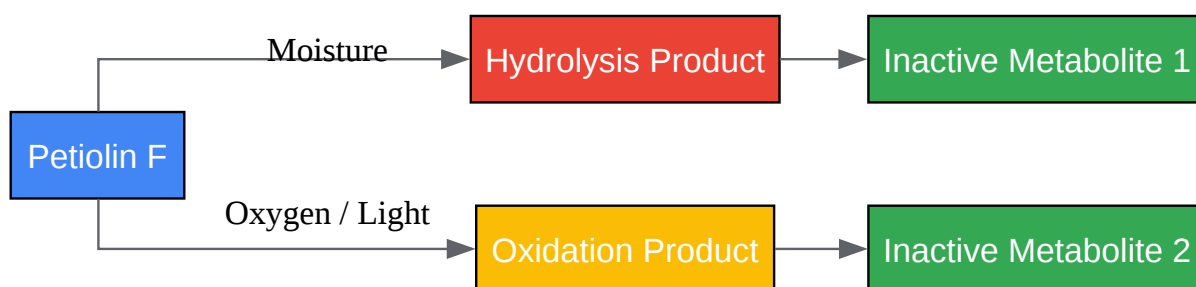 Moisture
Hydrolysis Product
Inactive Metabolite 1
Petiolin F
Oxygen / Light
Oxidation Product
Inactive Metabolite 2